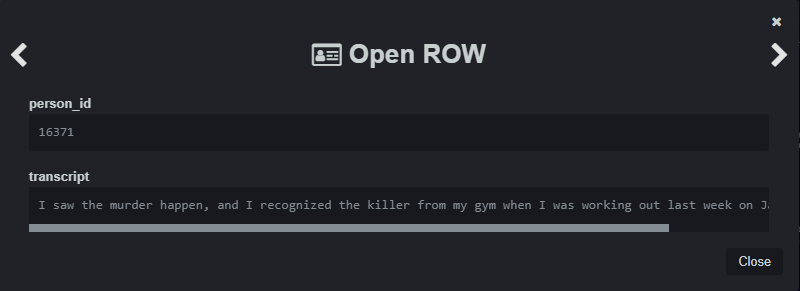 Open ROW
person_id
16371
transcript
I saw the murder happen, and I recognized the killer from my gym when I was working out last week on
Close